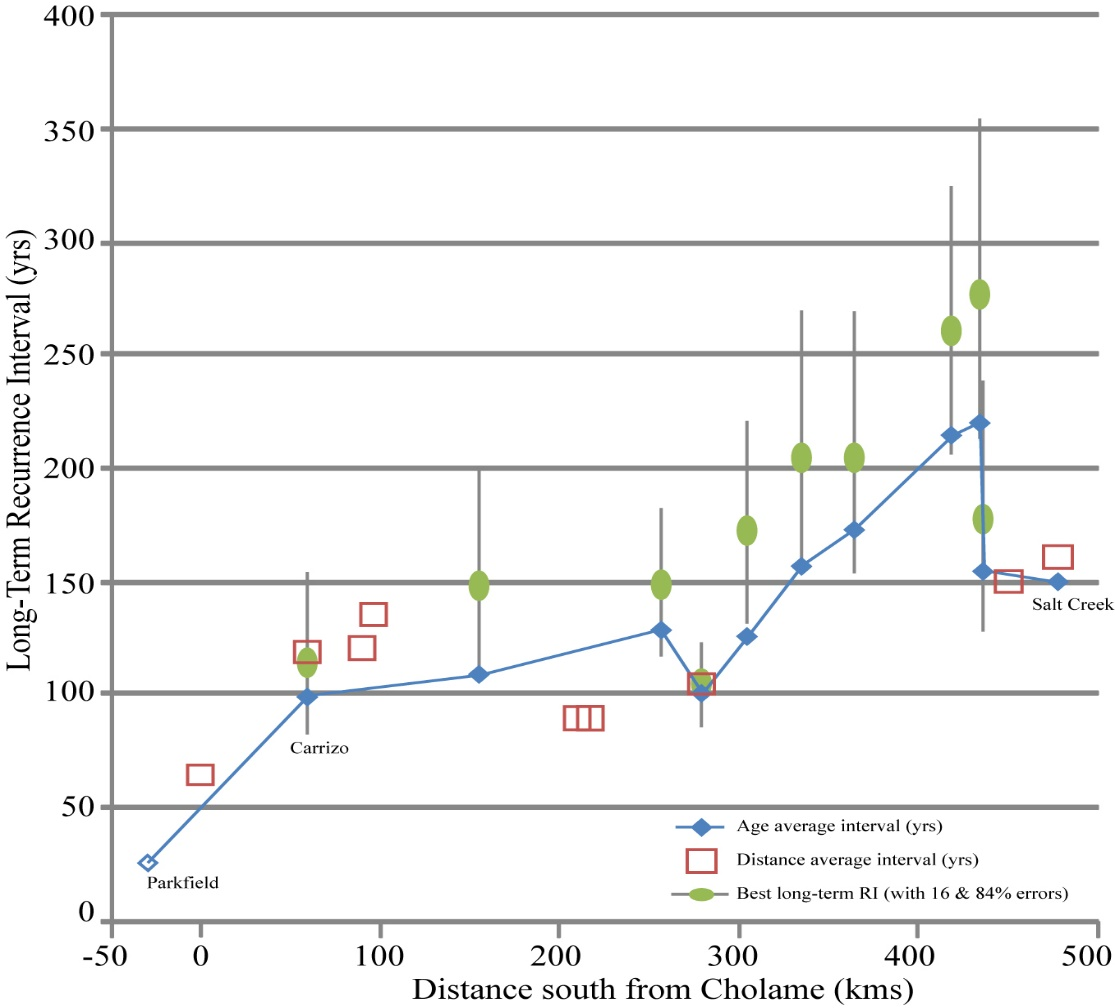 400
350
300
250
200
150
100
50
0
Long-Term Recurrence Interval (yrs)
Salt Creek
Carrizo
Parkfield
Age average interval (yrs)
Distance average interval (yrs)
Best long-term RI (with 16 & 84% errors)
-50 0 100 200 300 400 500
Distance south from Cholame (kms)